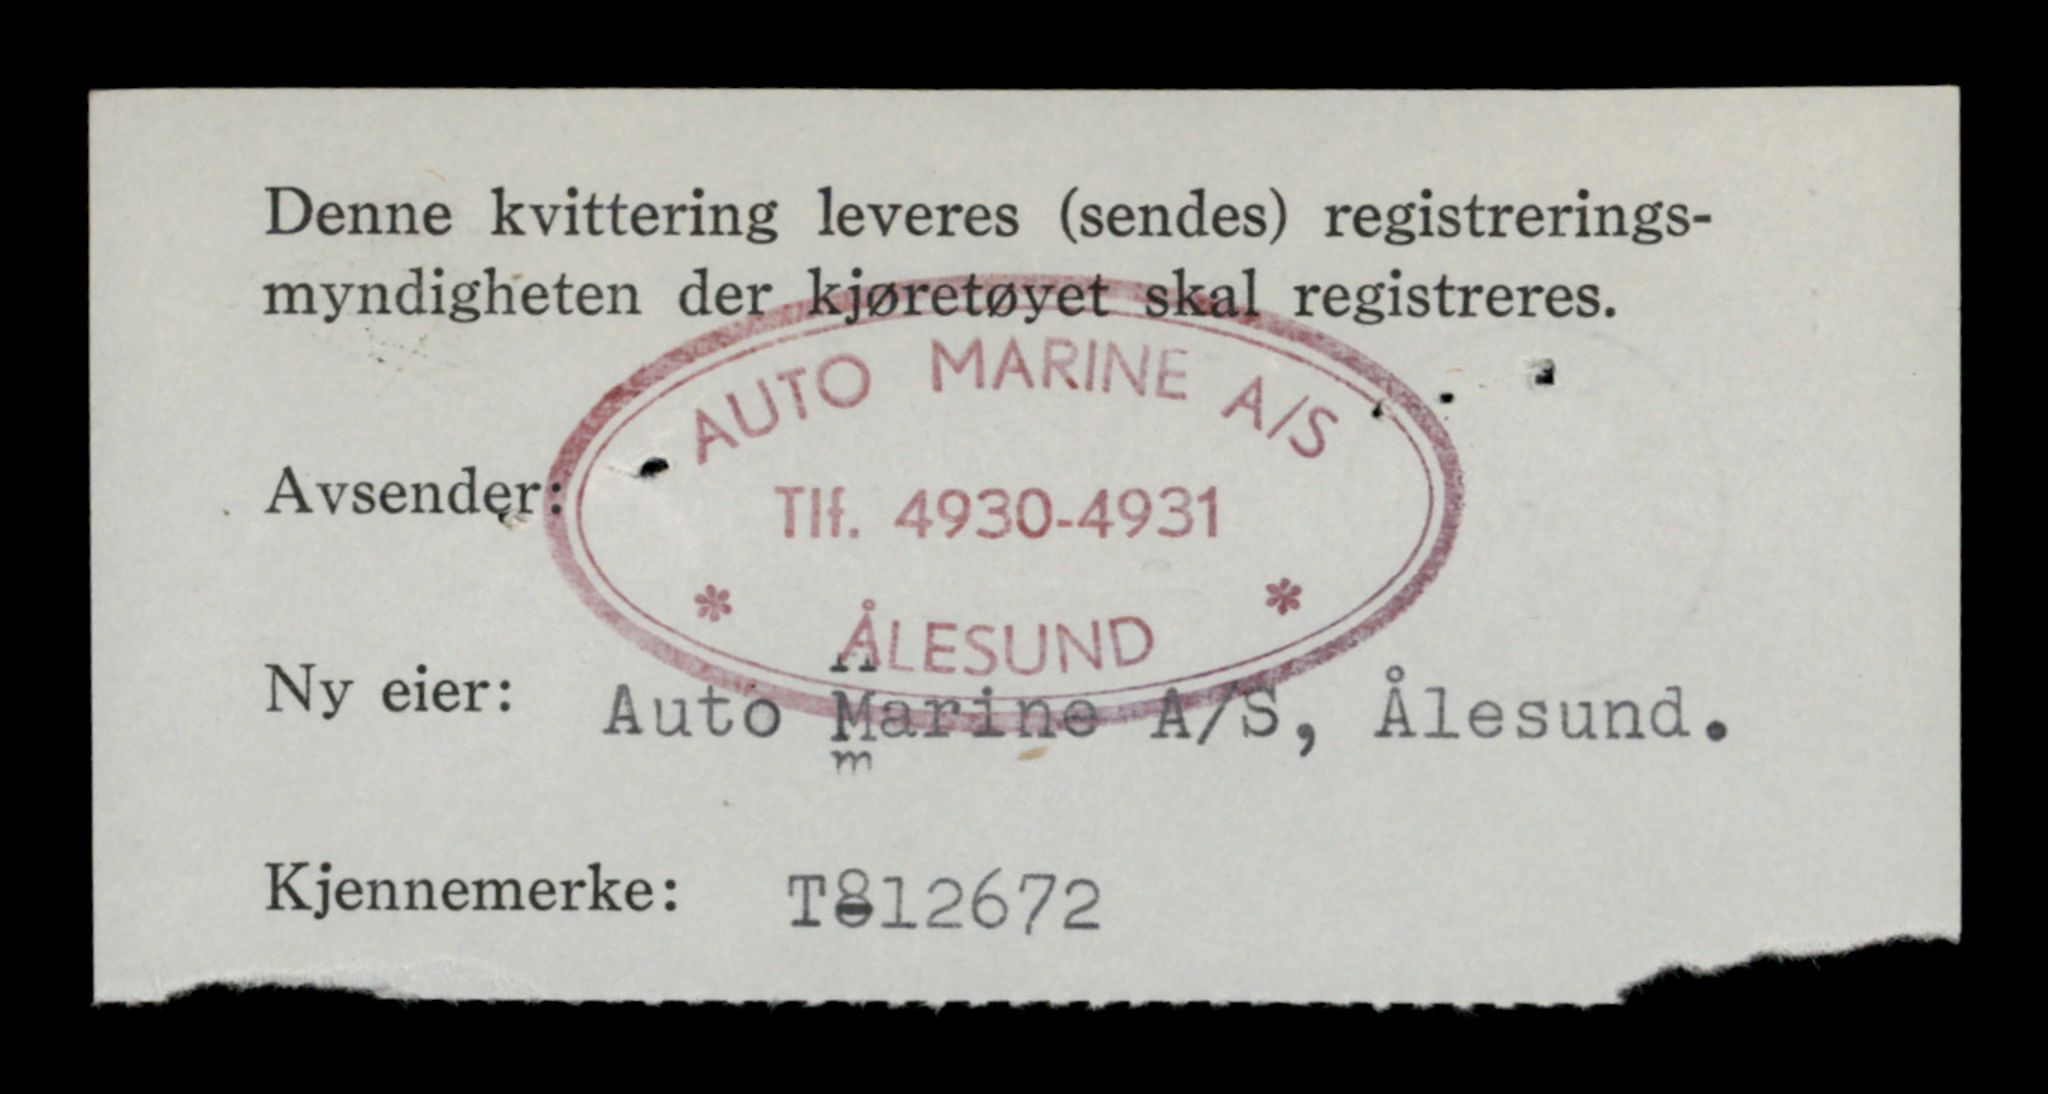 Denne kvittering leveres (sendes) registrerings-
myndigheten der kjøretøyet skal registreres.
AUTO MARINE A/S
Avsender:
Tlf. 4930-4931
* ÅLESUND *
Ny eier: Auto Marine A/S, Ålesund.
Kjennemerke: T812672